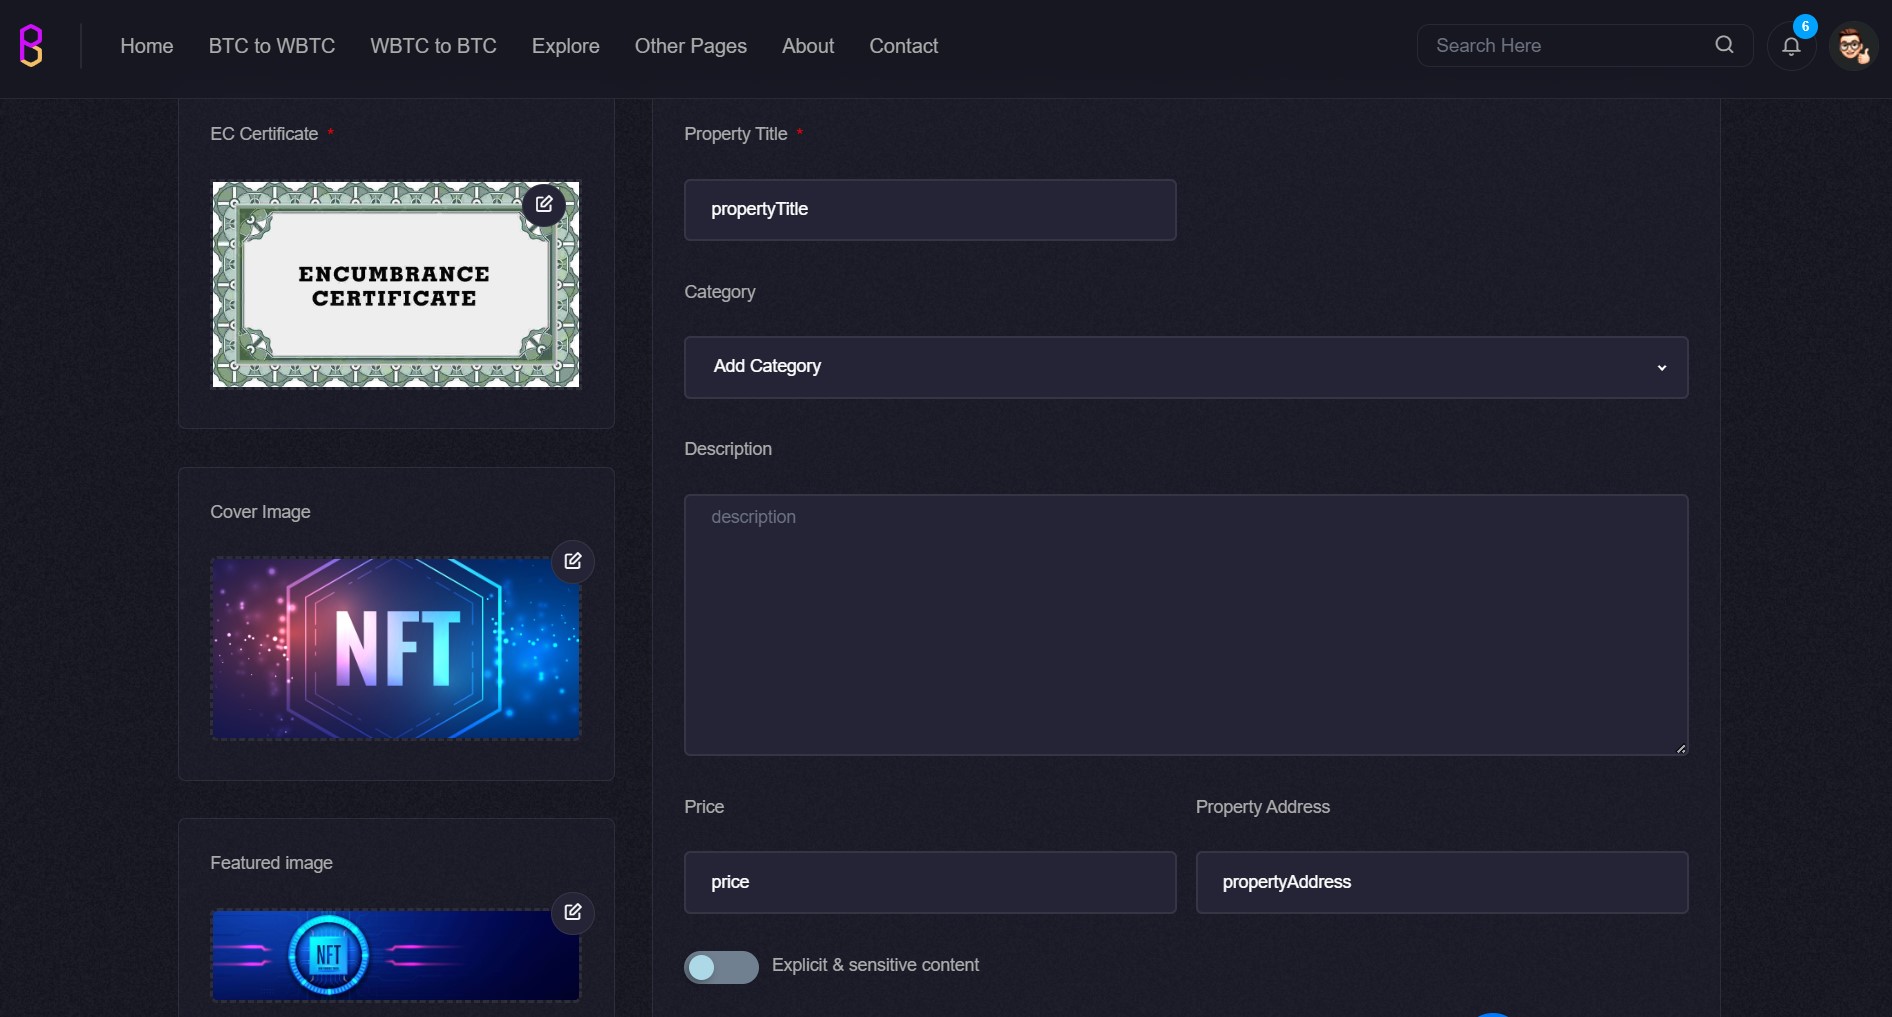 Home BTC to WBTC WBTC to BTC Explore Other Pages About Contact Search Here 6
EC Certificate *
ENCUMBRANCE
CERTIFICATE
Cover Image
NFT
Featured image
NFT
Property Title *
propertyTitle
Category
Add Category
Description
description
Price Property Address
price propertyAddress
Explicit & sensitive content